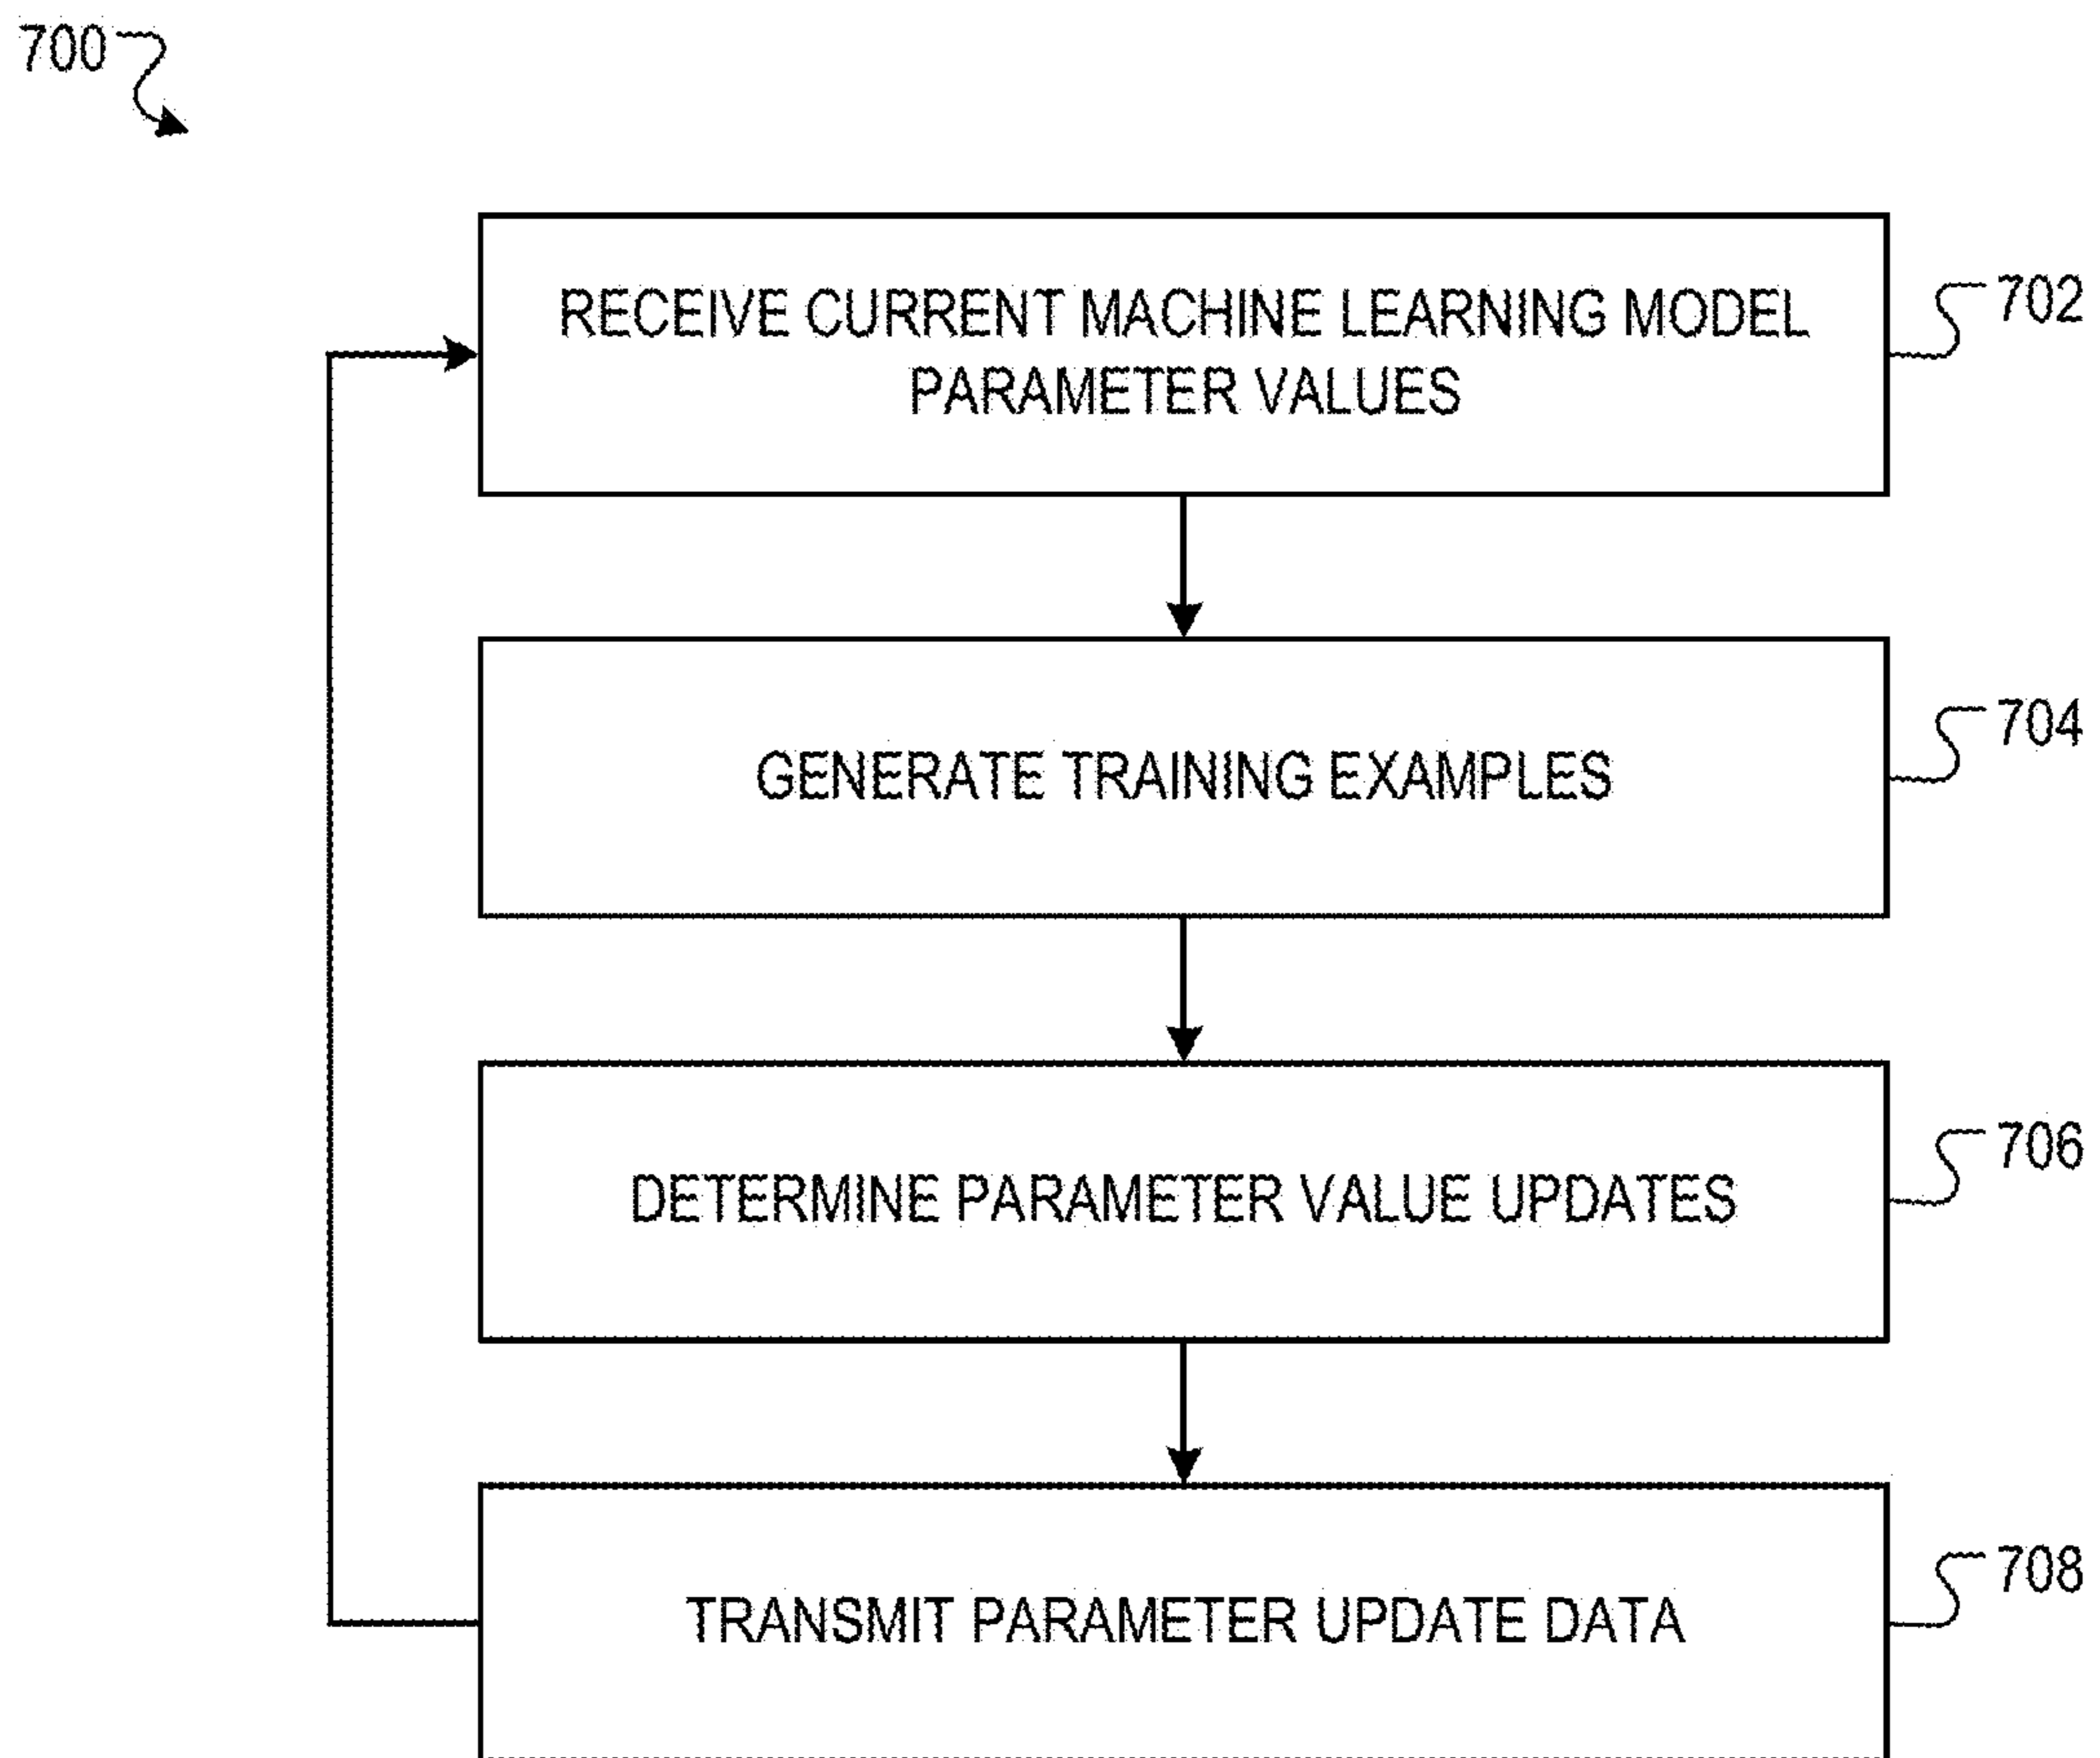 700
RECEIVE CURRENT MACHINE LEARNING MODEL
PARAMETER VALUES
702
GENERATE TRAINING EXAMPLES
704
DETERMINE PARAMETER VALUE UPDATES
706
TRANSMIT PARAMETER UPDATE DATA
708